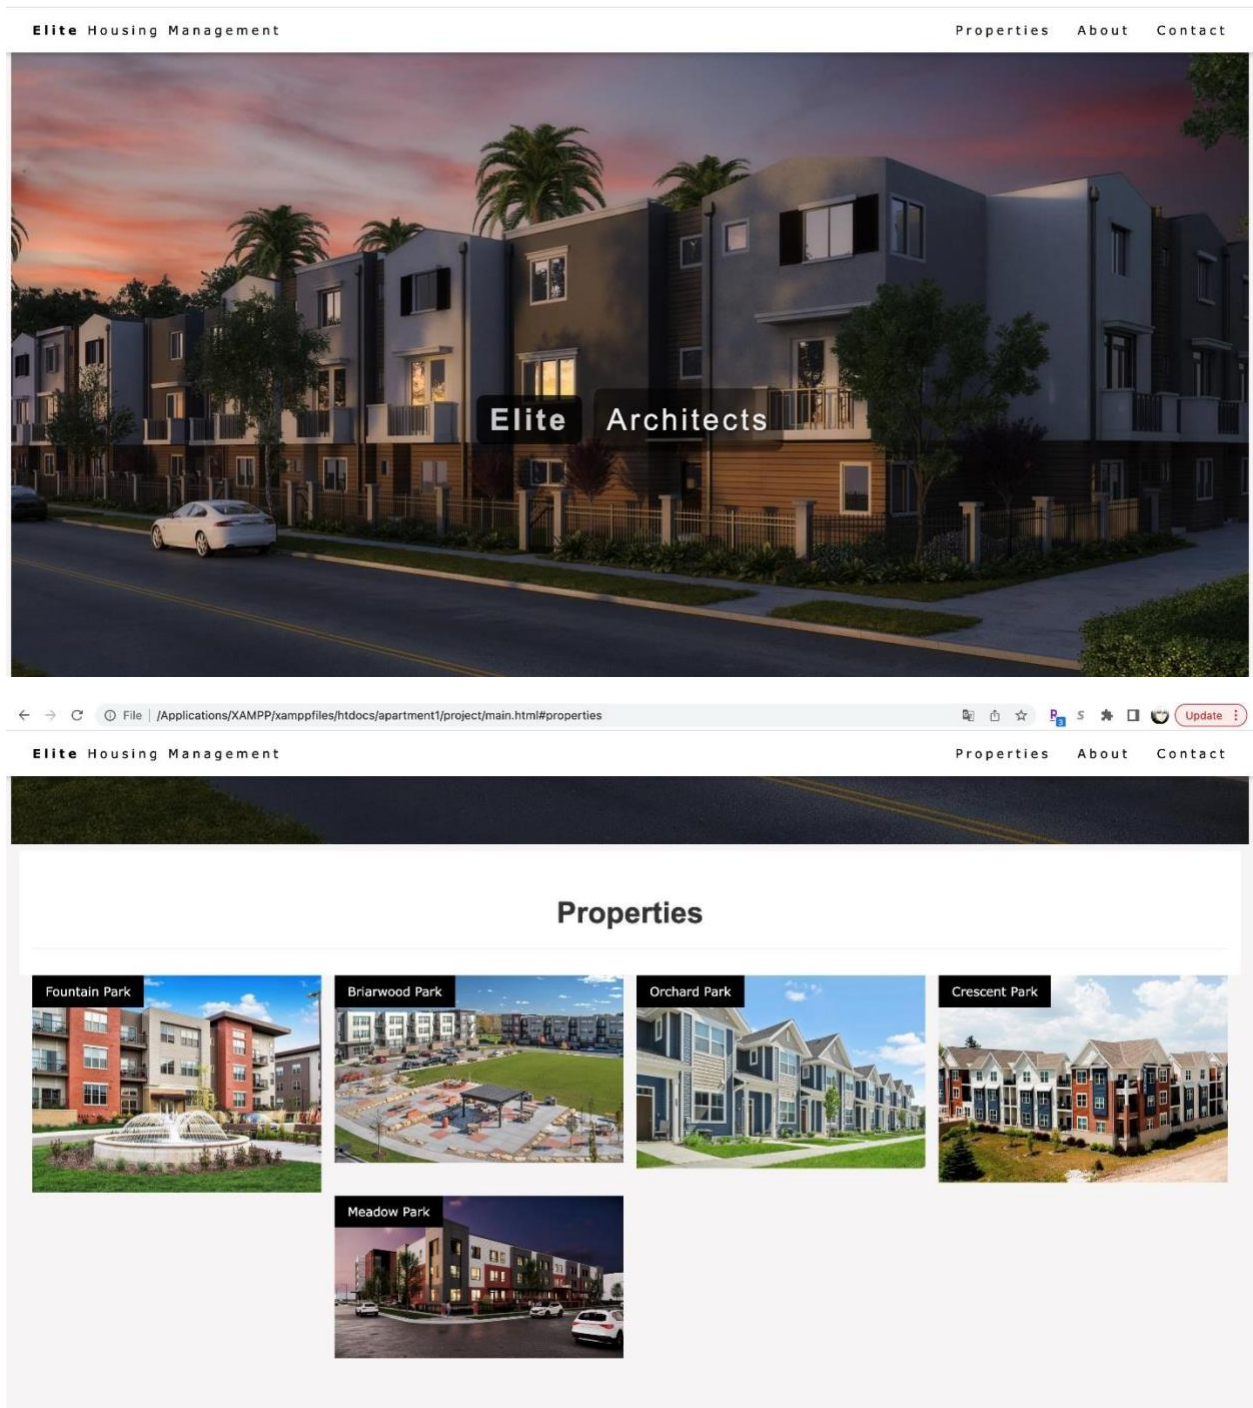 Elite Housing Management Properties About Contact
Elite Architects
File | /Applications/XAMPP/xamppfiles/htdocs/apartment1/project/main.html#properties
3 S Update
Elite Housing Management Properties About Contact
Properties
Fountain Park Briarwood Park Orchard Park Crescent Park
Meadow Park